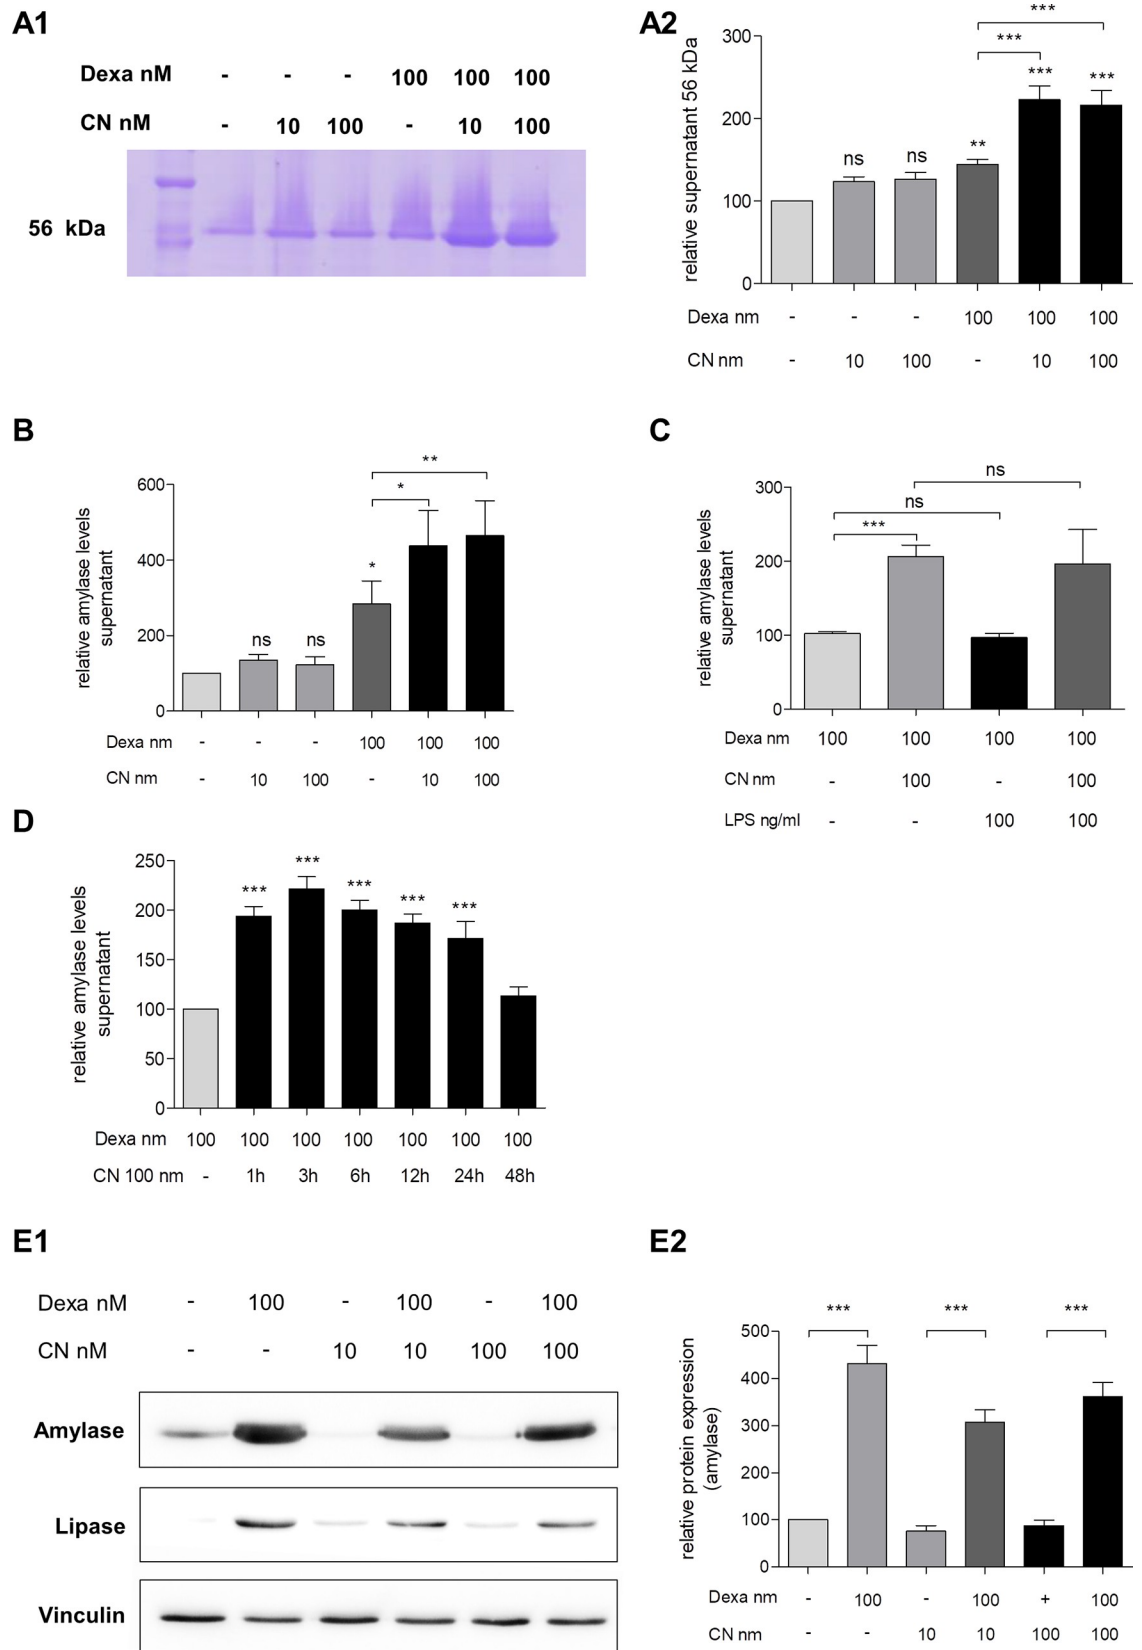 A1
Dexa nM - - - 100 100 100
CN nM - 10 100 - 10 100
56 kDa
A2
***
***
*** ***
**
ns ns
relative supernatant 56 kDa
300
200
100
0
Dexa nm - - - 100 100 100
CN nm - 10 100 - 10 100
B
**
*
*
ns ns
relative amylase levels
supernatant
600
400
200
0
Dexa nm - - - 100 100 100
CN nm - 10 100 - 10 100
C
ns
ns
***
relative amylase levels
supernatant
300
200
100
0
Dexa nm 100 100 100 100
CN nm - 100 - 100
LPS ng/ml - - 100 100
D
*** *** *** *** ***
relative amylase levels
supernatant
250
200
150
100
50
0
Dexa nm 100 100 100 100 100 100 100
CN 100 nm - 1h 3h 6h 12h 24h 48h
E1
Dexa nM - 100 - 100 - 100
CN nM - - 10 10 100 100
Amylase
Lipase
Vinculin
E2
*** *** ***
relative protein expression
(amylase)
500
400
300
200
100
0
Dexa nm - 100 - 100 + 100
CN nm - - 10 10 100 100